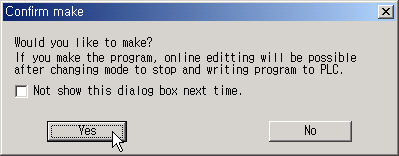 Confirm make
Would you like to make?
If you make the program, online editting will be possible
after changing mode to stop and writing program to PLC.
Not show this dialog box next time.
Yes
No